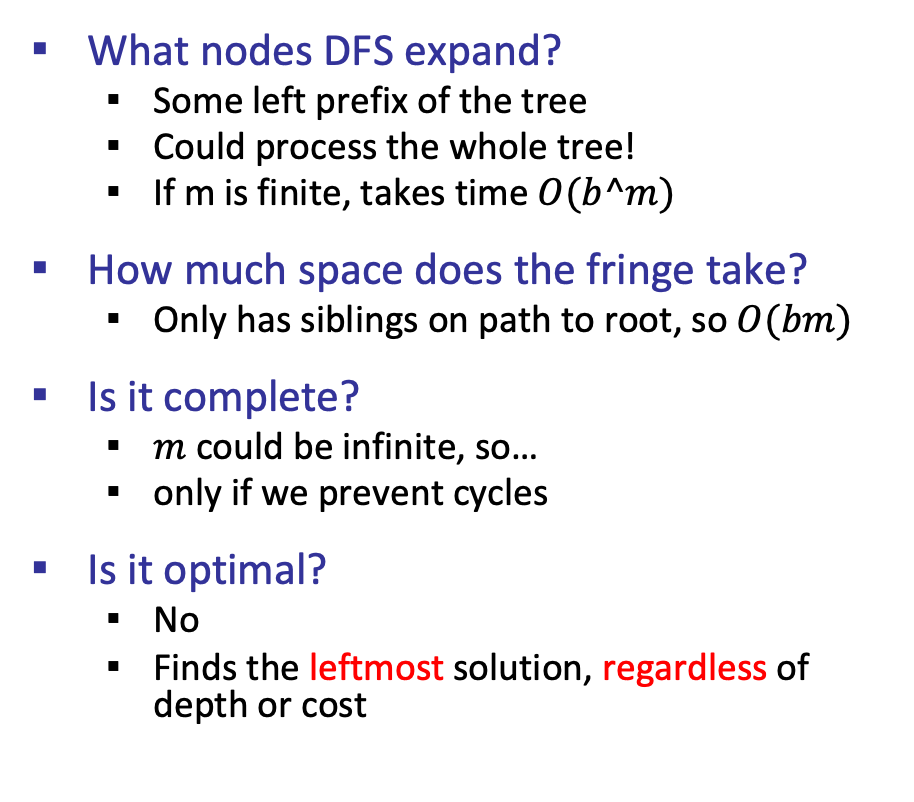 ▪ What nodes DFS expand?
▪ Some left prefix of the tree
▪ Could process the whole tree!
▪ If m is finite, takes time O(b^m)
▪ How much space does the fringe take?
▪ Only has siblings on path to root, so O(bm)
▪ Is it complete?
▪ m could be infinite, so…
▪ only if we prevent cycles
▪ Is it optimal?
▪ No
▪ Finds the leftmost solution, regardless of
depth or cost